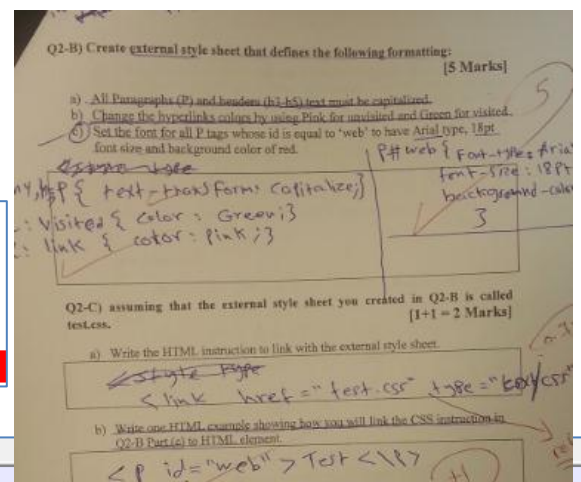 Q2-B) Create external style sheet that defines the following formatting:
[5 Marks]
5
a) All Paragraphs (P) and headers (h1-h5) text must be capitalized.
b) Change the hyperlinks colors by using Pink for unvisited and Green for visited.
c) Set the font for all P tags whose id is equal to 'web' to have Arial type, 18pt
font size and background color of red.
<style type
P { text-transform: capitalize;}
: visited { color : Green;}
: link { color : Pink ;}
P# web { Font-type: Aria
font-size : 18Pt
background-colo
}
Q2-C) assuming that the external style sheet you created in Q2-B is called
test.css.
[1+1 = 2 Marks]
a) Write the HTML instruction to link with the external style sheet.
<style type
< link href =" test.css" type ="text/css"
b) Write one HTML example showing how you will link the CSS instruction in
Q2-B Part (c) to HTML element.
<P id="web" > Test <\P>
+1